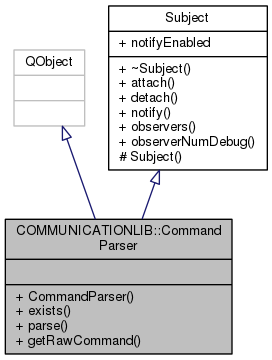 Subject
+ notifyEnabled
+ ~Subject()
+ attach()
+ detach()
+ notify()
+ observers()
+ observerNumDebug()
# Subject()
QObject
COMMUNICATIONLIB::Command
Parser
+ CommandParser()
+ exists()
+ parse()
+ getRawCommand()